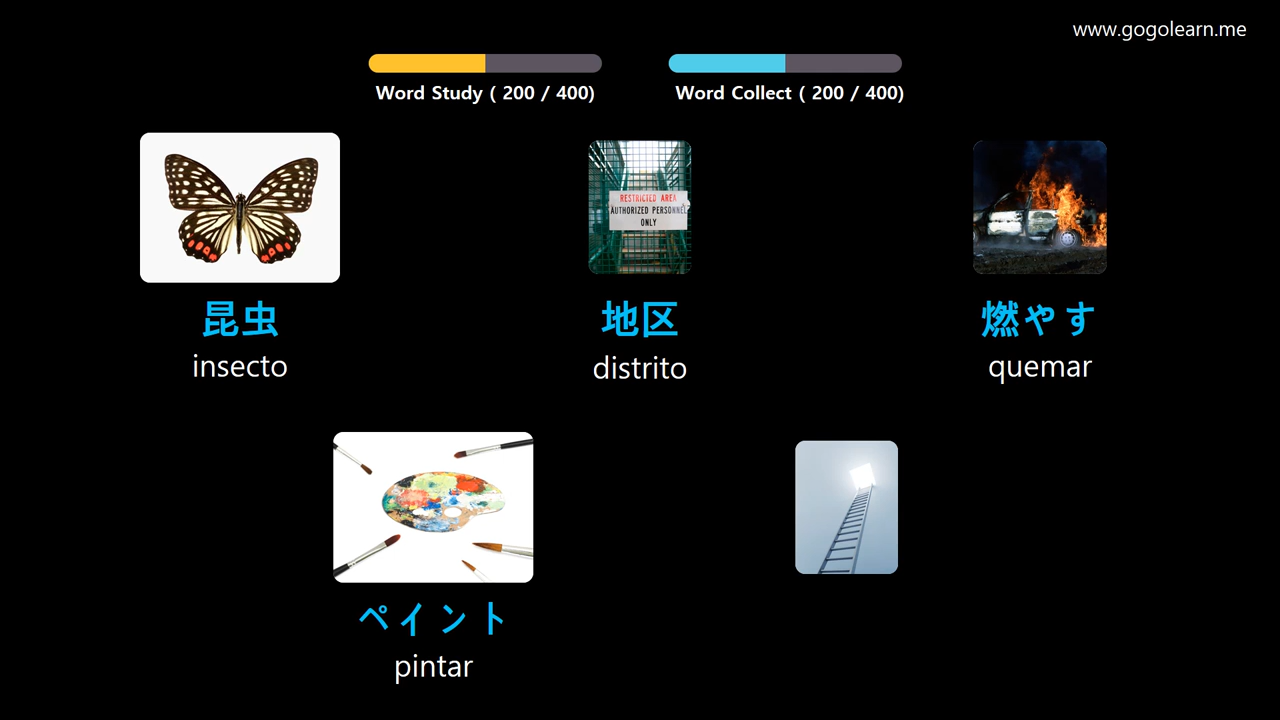 www.gogolearn.me
Word Study ( 200 / 400)
Word Collect ( 200 / 400)
RESTRICTED AREA
AUTHORIZED PERSONNEL
ONLY
昆虫
地区
燃やす
insecto
distrito
quemar
ペイント
pintar